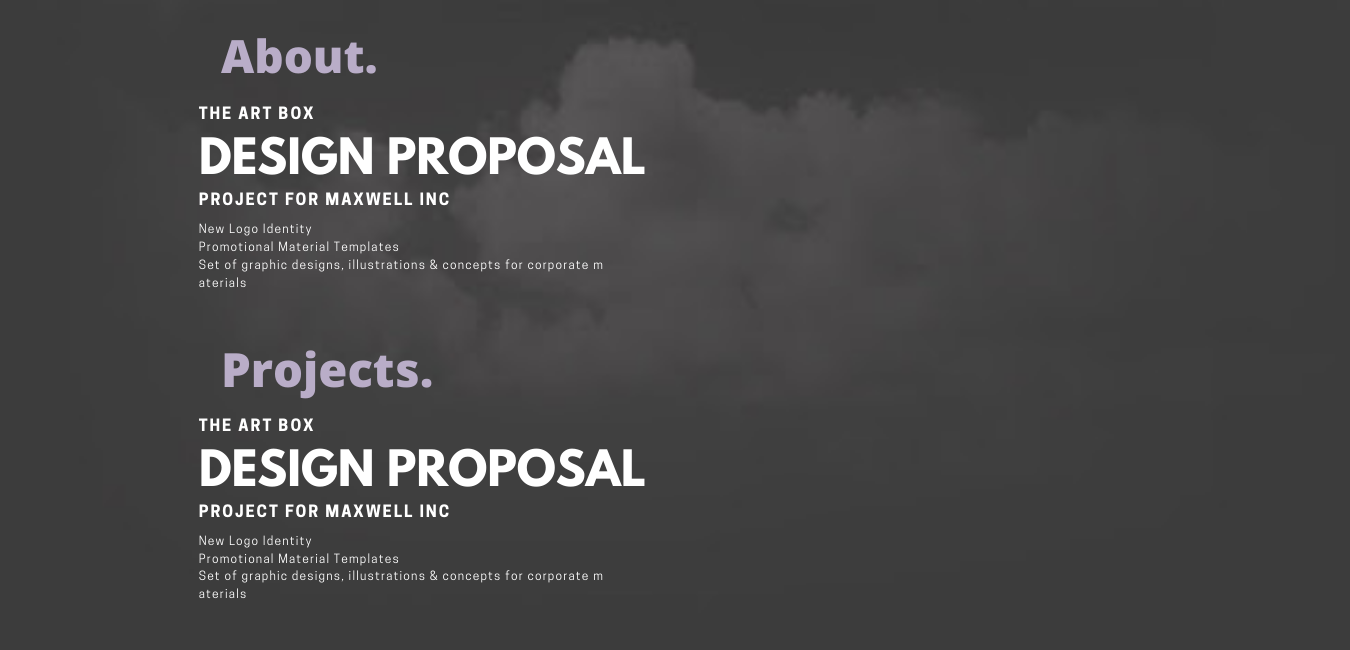 About.
THE ART BOX
DESIGN PROPOSAL
PROJECT FOR MAXWELL INC
New Logo Identity
Promotional Material Templates
Set of graphic designs, illustrations & concepts for corporate m
aterials
Projects.
THE ART BOX
DESIGN PROPOSAL
PROJECT FOR MAXWELL INC
New Logo Identity
Promotional Material Templates
Set of graphic designs, illustrations & concepts for corporate m
aterials